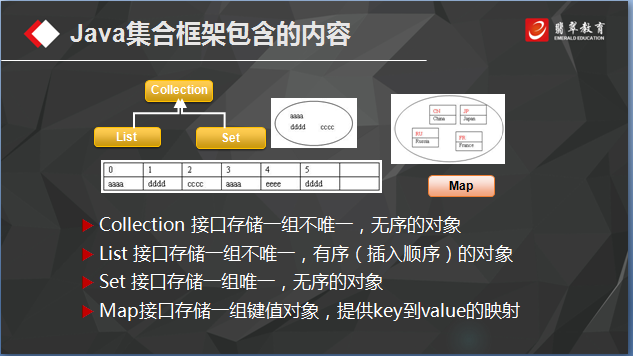 Java集合框架包含的内容
翡翠教育
EMERALD EDUCATION
Collection
List
Set
aaaa
dddd cccc
CN
China
JP
Japan
RU
Russia
FR
France
0 1 2 3 4 5
aaaa dddd cccc aaaa eeee dddd
Map
Collection 接口存储一组不唯一，无序的对象
List 接口存储一组不唯一，有序（插入顺序）的对象
Set 接口存储一组唯一，无序的对象
Map接口存储一组键值对象，提供key到value的映射